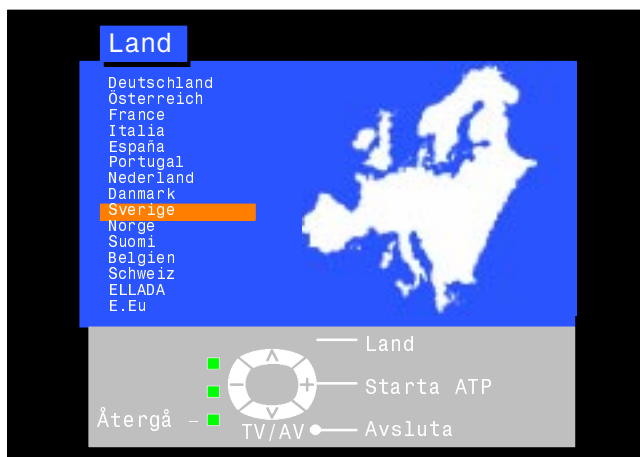 Land
Deutschland
Österreich
France
Italia
España
Portugal
Nederland
Danmark
Sverige
Norge
Suomi
Belgien
Schweiz
ELLADA
E.Eu
Land
Starta ATP
Återgå –
TV/AV
Avsluta